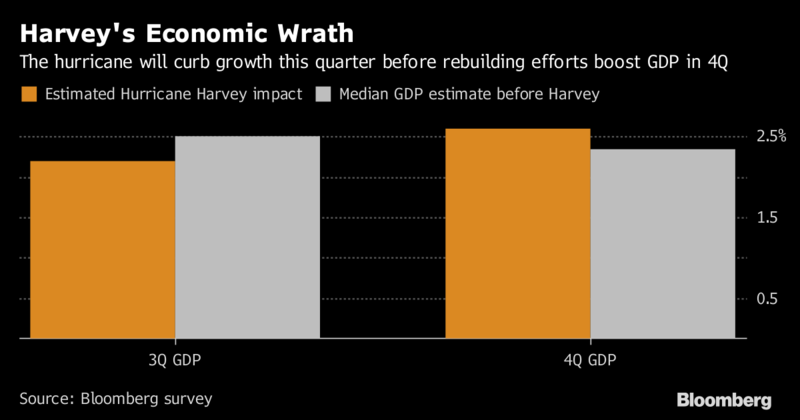 Harvey's Economic Wrath
The hurricane will curb growth this quarter before rebuilding efforts boost GDP in 4Q
Estimated Hurricane Harvey impact Median GDP estimate before Harvey
2.5%
1.5
0.5
3Q GDP 4Q GDP
Source: Bloomberg survey
Bloomberg